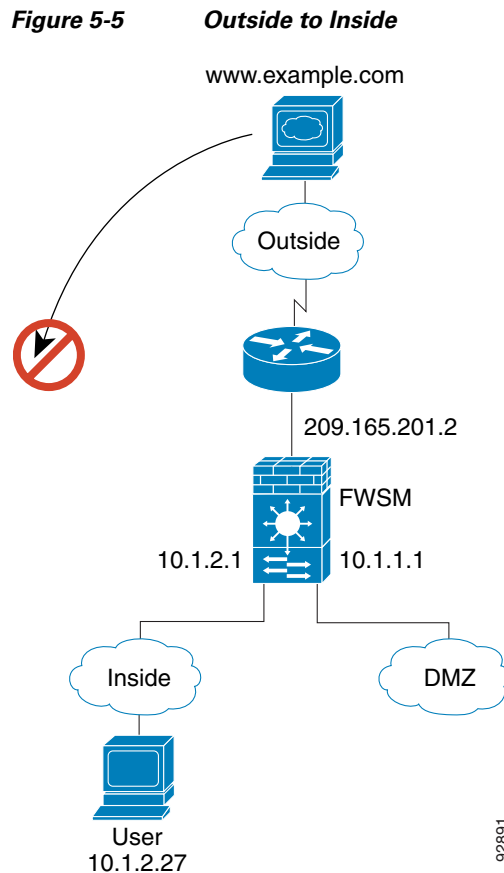 Figure 5-5 Outside to Inside
www.example.com
Outside
209.165.201.2
FWSM
10.1.2.1 10.1.1.1
Inside DMZ
User
10.1.2.27
92891